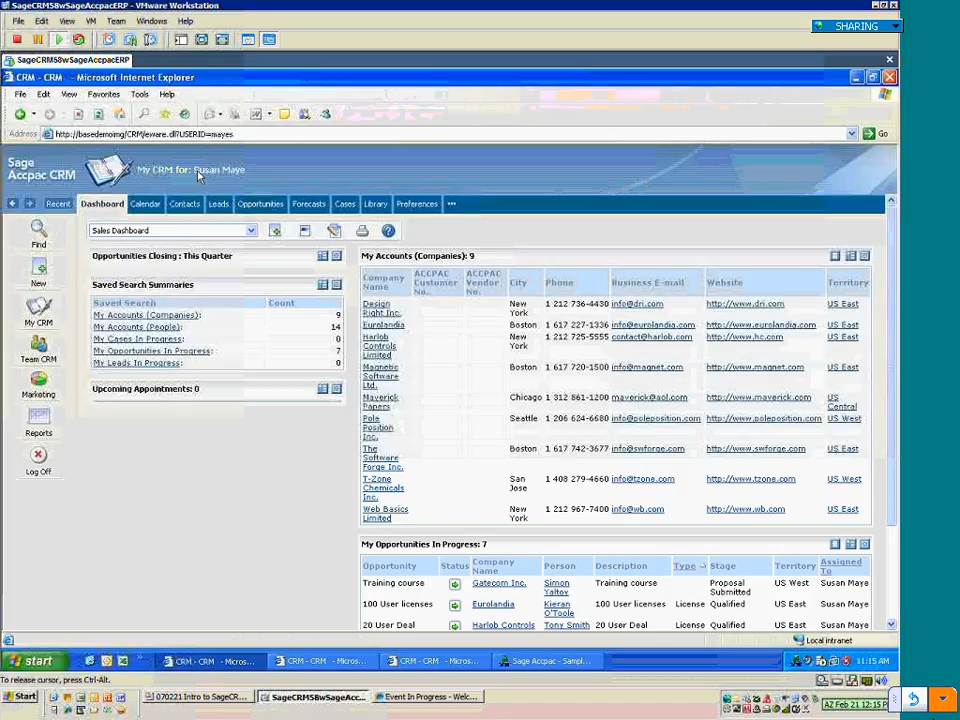 SageCRM58wSageAccpacERP - VMware Workstation
File Edit View VM Team Windows Help
SHARING
SageCRM58wSageAccpacERP
CRM - CRM - Microsoft Internet Explorer
File Edit View Favorites Tools Help
Address http://basedemoimg/CRM/eware.dll?USERID=mayes Go
Sage
Accpac CRM
My CRM for: Susan Maye
Recent Dashboard Calendar Contacts Leads Opportunities Forecasts Cases Library Preferences •••
Find
New
My CRM
Team CRM
Marketing
Reports
Log Off
Sales Dashboard
Opportunities Closing : This Quarter
Saved Search Summaries
Saved Search Count
My Accounts (Companies): 9
My Accounts (People): 14
My Cases In Progress: 0
My Opportunities In Progress: 7
My Leads In Progress: 0
Upcoming Appointments: 0
My Accounts (Companies): 9
Company Name ACCPAC Customer No.. ACCPAC Vendor No.. City Phone Business E-mail Website Territory
Design Right Inc. New York 1 212 736-4430 info@dri.com http://www.dri.com US East
Eurolandia Boston 1 617 227-1336 info@eurolandia.com http://www.eurolandia.com US East
Harlob Controls Limited New York 1 212 725-5555 contact@harlob.com http://www.hc.com US East
Magnetic Software Ltd. Boston 1 617 720-1500 info@magnet.com http://www.magnet.com US East
Maverick Papers Chicago 1 312 861-1200 maverick@aol.com http://www.maverick.com US Central
Pole Position Inc. Seattle 1 206 624-6680 info@poleposition.com http://www.poleposition.com US West
The Software Forge Inc. Boston 1 617 742-3677 info@swforge.com http://www.swforge.com US East
T-Zone Chemicals Inc. San Jose 1 408 279-4660 info@tzone.com http://www.tzone.com US West
Web Basics Limited New York 1 212 967-7400 info@wb.com http://www.wb.com US East
My Opportunities In Progress: 7
Opportunity Status Company Name Person Description Type Stage Territory Assigned To
Training course Gatecom Inc. Simon Yaltoy Training course Proposal Submitted US West Susan Maye
100 User licenses Eurolandia Kieran O'Toole 100 User licenses License Qualified US East Susan Maye
20 User Deal Harlob Controls Tony Smith 20 User Deal License Qualified US East Susan Maye
Local intranet
start CRM - CRM - Micros... CRM - CRM - Micros... CRM - CRM - Micros... Sage Accpac - Sampl... 11:15 AM
To release cursor, press Ctrl-Alt.
Start 070221 Intro to SageCR... SageCRM58wSageAcc... Event In Progress - Welc... AZ Feb 21 12:15 P